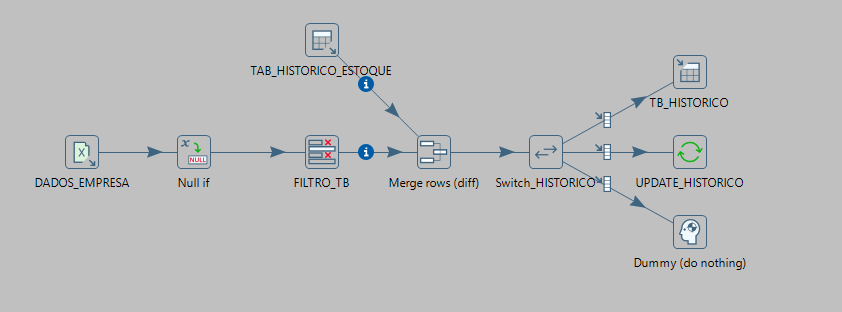 TAB_HISTORICO_ESTOQUE
TB_HISTORICO
X
x
NULL
DADOS_EMPRESA
Null if
FILTRO_TB
Merge rows (diff)
Switch_HISTORICO
UPDATE_HISTORICO
Dummy (do nothing)